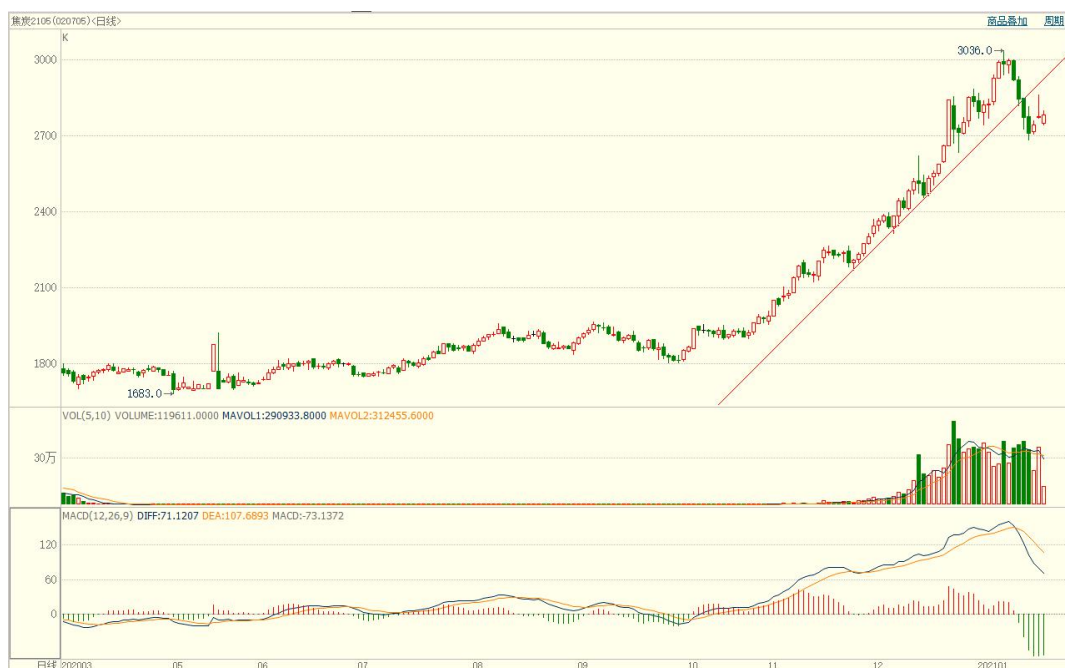 焦炭2105(020705)<日线> 商品叠加 周期
K
3036.0→
3000
2700
2400
2100
1800
1683.0→
VOL(5,10) VOLUME:119611.0000 MAVOL1:290933.8000 MAVOL2:312455.6000
30万
MACD(12,26,9) DIFF:71.1207 DEA:107.6893 MACD:-73.1372
120
60
0
日线 202003 05 06 07 08 09 10 11 12 202101